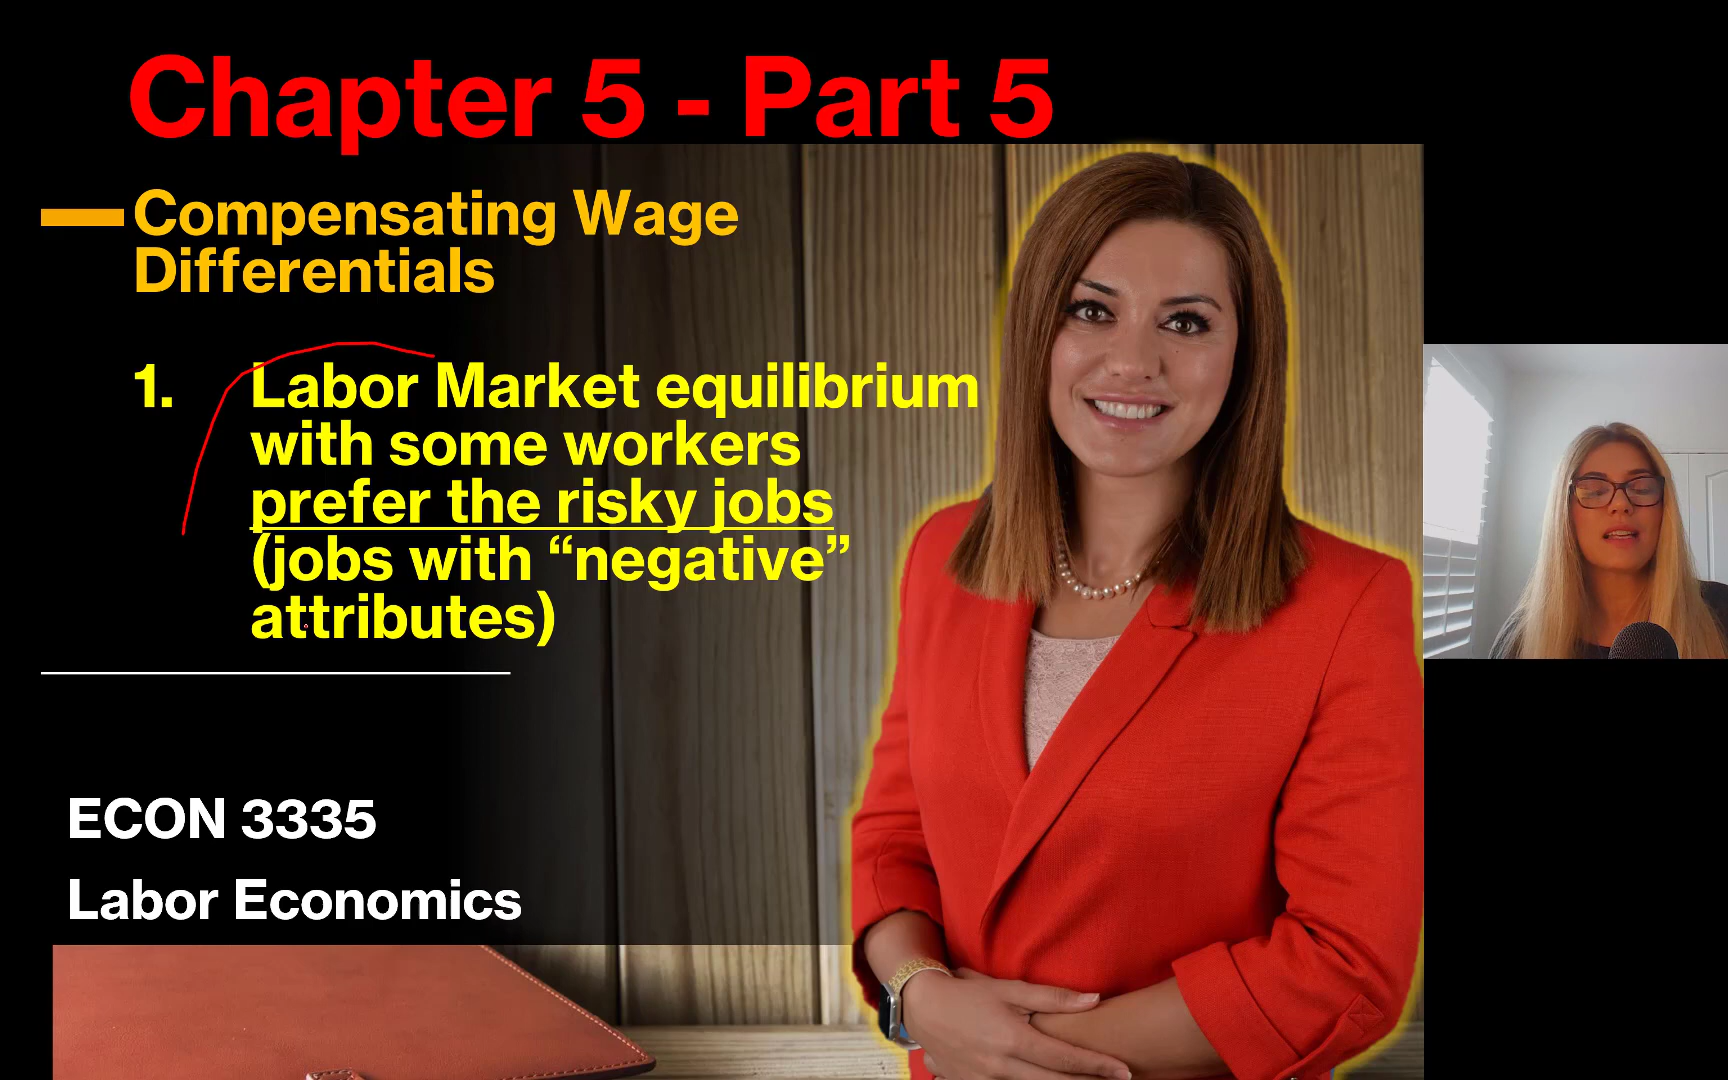 Chapter 5 - Part 5
Compensating Wage
Differentials
1. Labor Market equilibrium
with some workers
prefer the risky jobs
(jobs with “negative”
attributes)
ECON 3335
Labor Economics